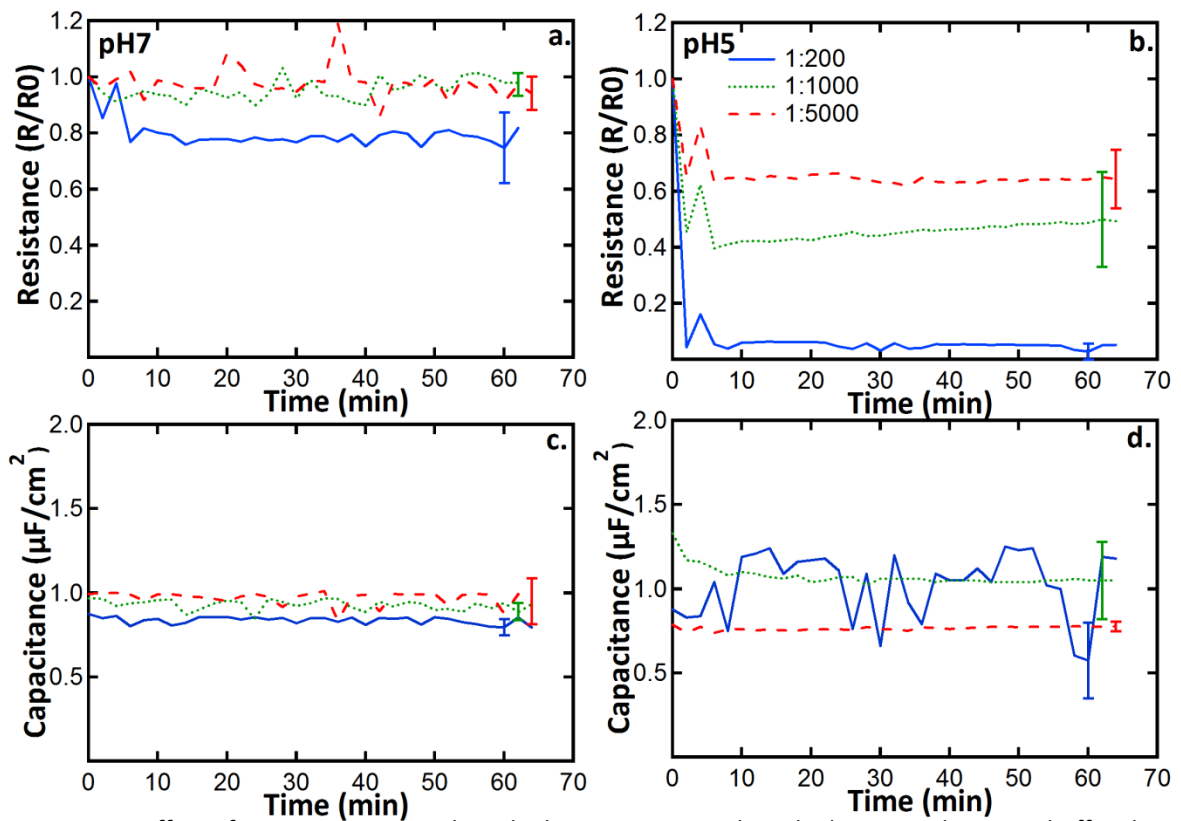 pH7
a.
Resistance (R/R0)
1.2
1.0
0.8
0.6
0.4
0.2
0 10 20 30 40 50 60 70
Time (min)
pH5
b.
1:200
1:1000
1:5000
Resistance (R/R0)
1.2
1.0
0.8
0.6
0.4
0.2
0 10 20 30 40 50 60 70
Time (min)
c.
Capacitance (µF/cm²)
2.0
1.5
1.0
0.5
0 10 20 30 40 50 60 70
Time (min)
d.
Capacitance (µF/cm²)
2.0
1.5
1.0
0.5
0 10 20 30 40 50 60 70
Time (min)